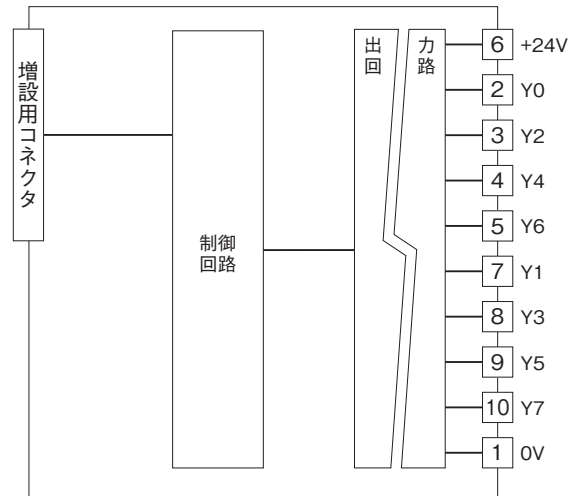 増設用コネクタ
制御
回路
出力
回路
6 +24V
2 Y0
3 Y2
4 Y4
5 Y6
7 Y1
8 Y3
9 Y5
10 Y7
1 0V